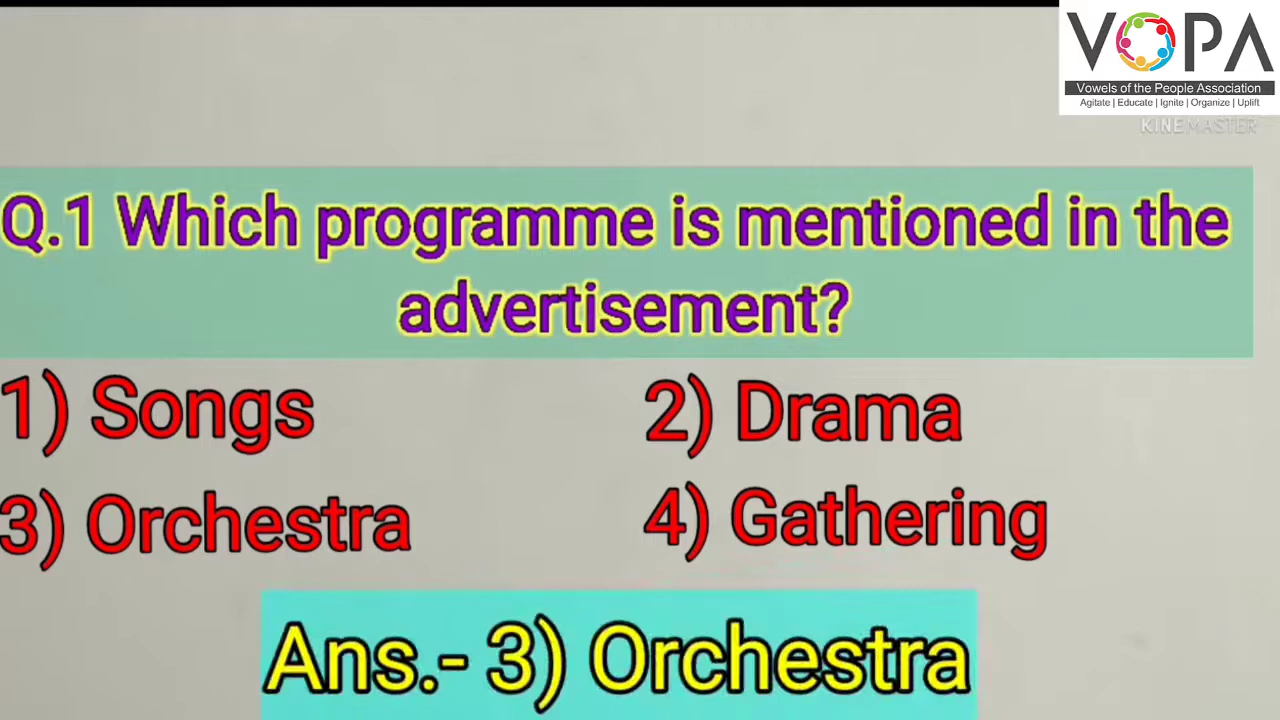 VOPA
Vowels of the People Association
Agitate | Educate | Ignite | Organize | Uplift
KINEMASTER
Q.1 Which programme is mentioned in the
advertisement?
1) Songs
2) Drama
3) Orchestra
4) Gathering
Ans.- 3) Orchestra